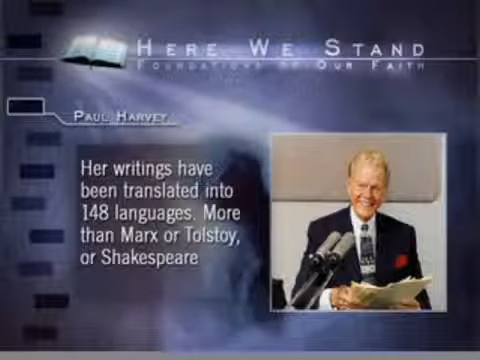 HERE WE STAND
FOUNDATIONS OF OUR FAITH
PAUL HARVEY
Her writings have
been translated into
148 languages. More
than Marx or Tolstoy,
or Shakespeare